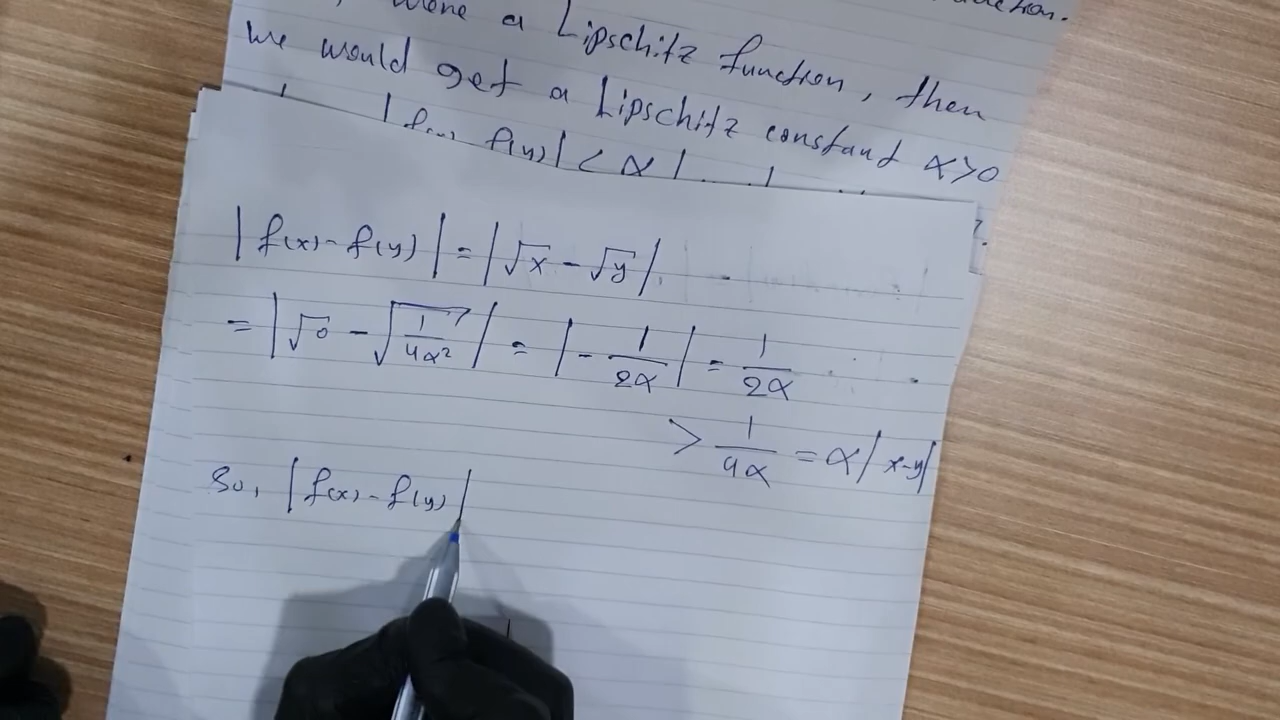 a Lipschitz function, then
we would get a Lipschitz constant α>0
f(y)| < α |
|f(x) - f(y)| = |√x - √y|
= |√0 - √(1/4α²)| = |- 1/2α| = 1/2α
> 1/4α = α|x-y|
So, |f(x) - f(y)|